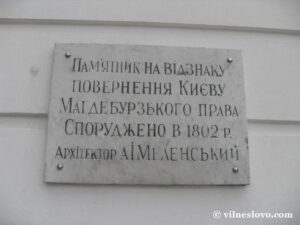 Пам'ятник на відзнаку
повернення Києву
Магдебурзького права
Споруджено в 1802 р.
Архітектор А.І.Меленський
© vilneslovo.com